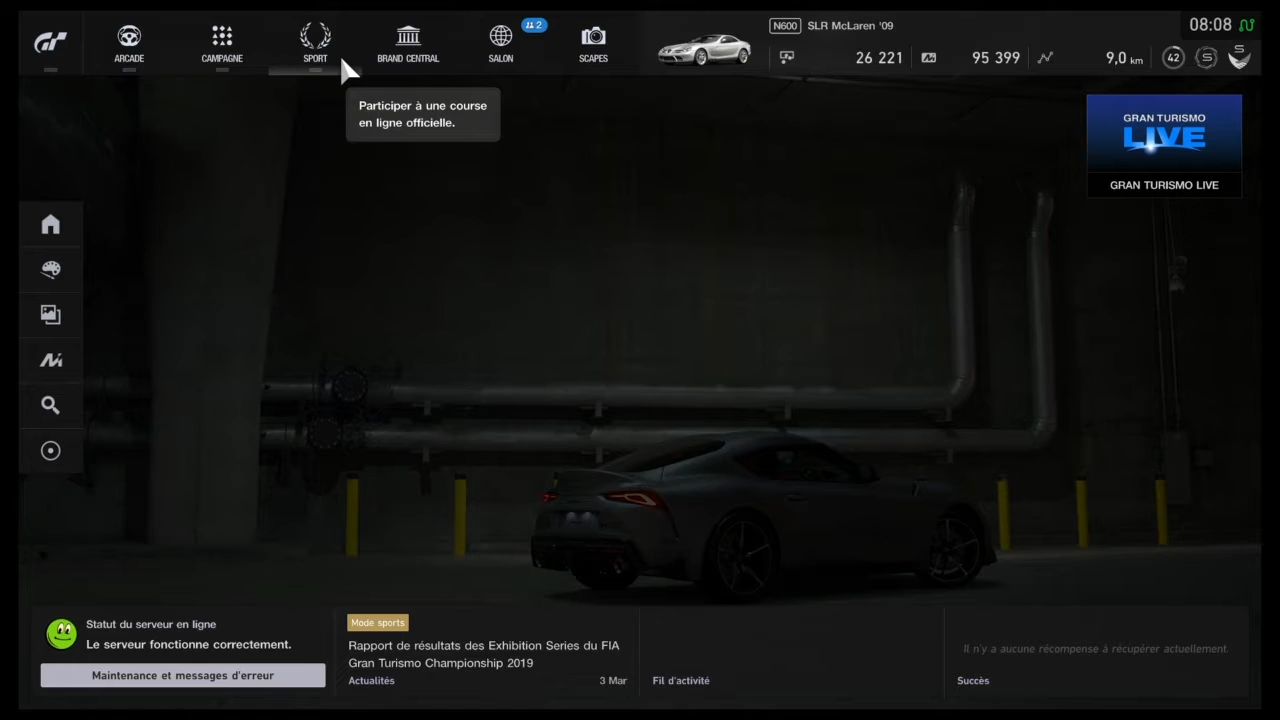 ARCADE
CAMPAGNE
SPORT
BRAND CENTRAL
SALON
2
SCAPES
N600 SLR McLaren '09
26 221
95 399
9,0 km
42
S
S
08:08
Participer à une course
en ligne officielle.
GRAN TURISMO
LIVE
GRAN TURISMO LIVE
Statut du serveur en ligne
Le serveur fonctionne correctement.
Maintenance et messages d'erreur
Mode sports
Rapport de résultats des Exhibition Series du FIA
Gran Turismo Championship 2019
Actualités
3 Mar
Fil d'activité
Il n'y a aucune récompense à récupérer actuellement.
Succès